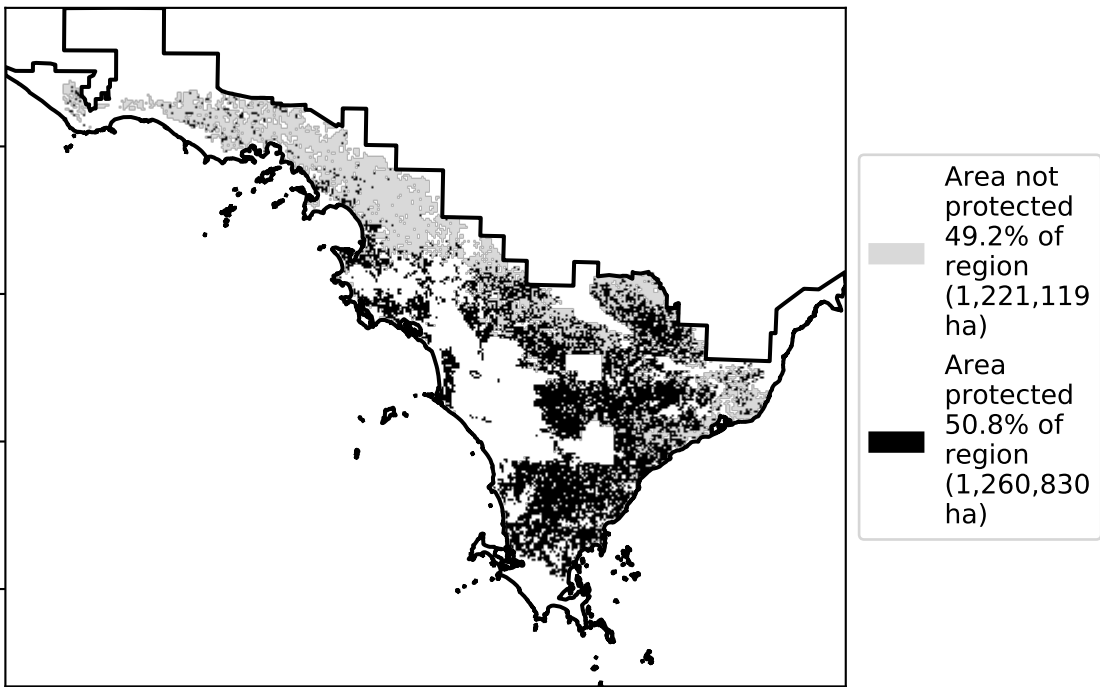 Area not
protected
49.2% of
region
(1,221,119
ha)
Area
protected
50.8% of
region
(1,260,830
ha)